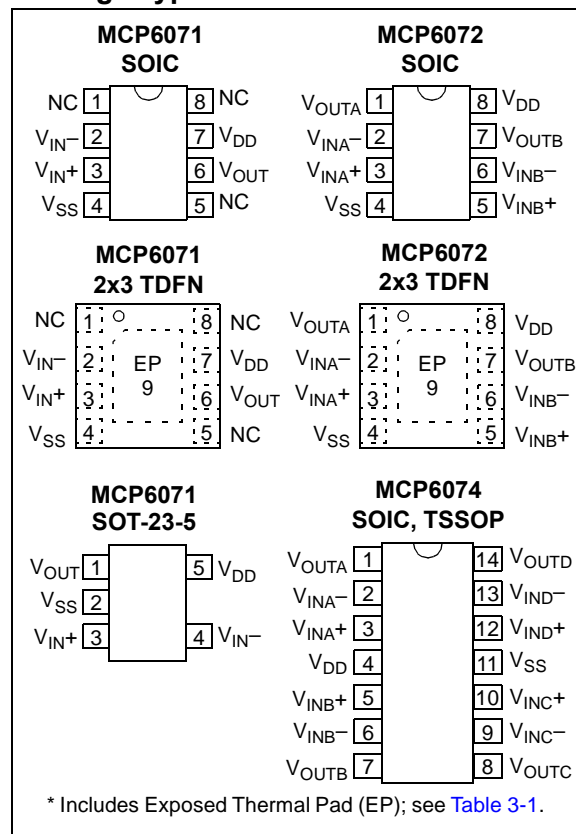 MCP6071
SOIC
NC 1 8 NC
VIN– 2 7 VDD
VIN+ 3 6 VOUT
VSS 4 5 NC
MCP6072
SOIC
VOUTA 1 8 VDD
VINA– 2 7 VOUTB
VINA+ 3 6 VINB–
VSS 4 5 VINB+
MCP6071
2x3 TDFN
NC 1 8 NC
VIN– 2 EP 7 VDD
VIN+ 3 9 6 VOUT
VSS 4 5 NC
MCP6072
2x3 TDFN
VOUTA 1 8 VDD
VINA– 2 EP 7 VOUTB
VINA+ 3 9 6 VINB–
VSS 4 5 VINB+
MCP6071
SOT-23-5
VOUT 1 5 VDD
VSS 2
VIN+ 3 4 VIN–
MCP6074
SOIC, TSSOP
VOUTA 1 14 VOUTD
VINA– 2 13 VIND–
VINA+ 3 12 VIND+
VDD 4 11 VSS
VINB+ 5 10 VINC+
VINB– 6 9 VINC–
VOUTB 7 8 VOUTC
* Includes Exposed Thermal Pad (EP); see Table 3-1.